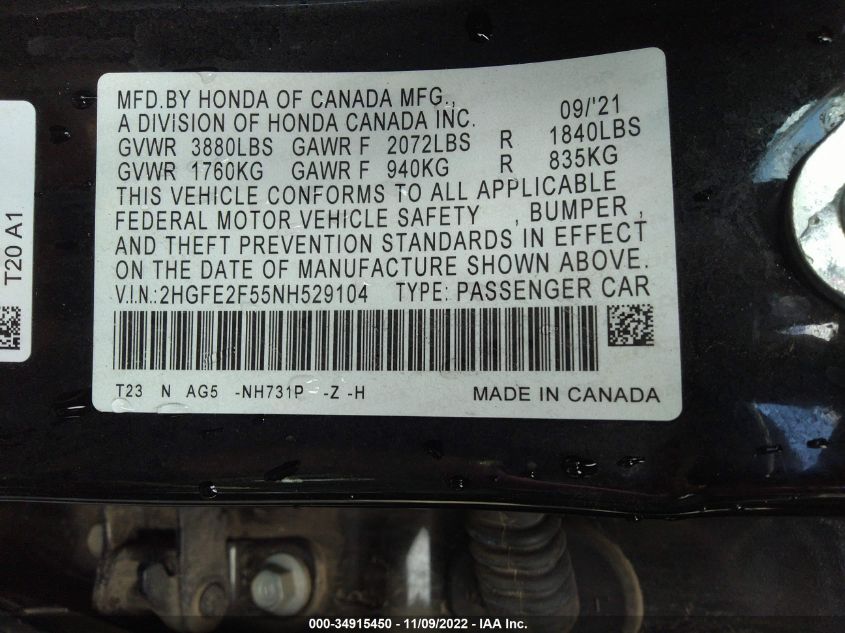 MFD.BY HONDA OF CANADA MFG., 09/'21
A DIVISION OF HONDA CANADA INC.
GVWR 3880LBS GAWR F 2072LBS R 1840LBS
GVWR 1760KG GAWR F 940KG R 835KG
THIS VEHICLE CONFORMS TO ALL APPLICABLE
FEDERAL MOTOR VEHICLE SAFETY , BUMPER ,
AND THEFT PREVENTION STANDARDS IN EFFECT
ON THE DATE OF MANUFACTURE SHOWN ABOVE.
V.I.N.:2HGFE2F55NH529104 TYPE: PASSENGER CAR
T23 N AG5 -NH731P -Z -H MADE IN CANADA
T20 A1
000-34915450 - 11/09/2022 - IAA Inc.